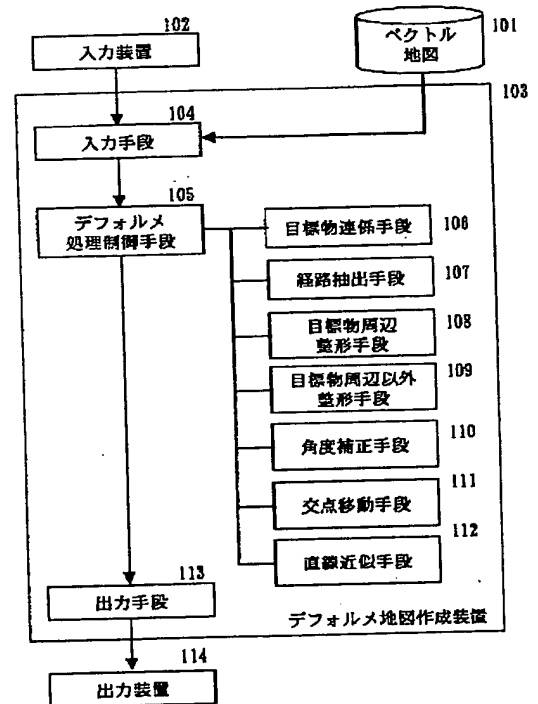 102
入力装置
ベクトル
地図
101
103
104
入力手段
105
デフォルメ
処理制御手段
目標物連係手段
106
経路抽出手段
107
目標物周辺
整形手段
108
目標物周辺以外
整形手段
109
角度補正手段
110
交点移動手段
111
直線近似手段
112
113
出力手段
デフォルメ地図作成装置
114
出力装置